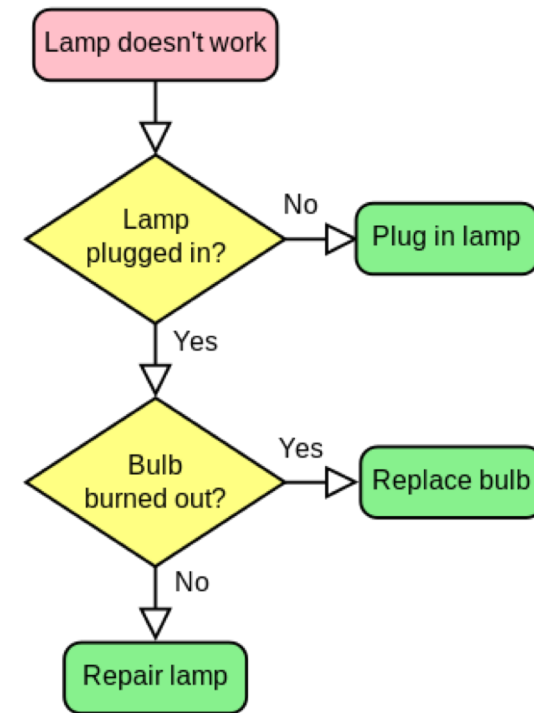 Lamp doesn't work
Lamp
plugged in?
No
Plug in lamp
Yes
Bulb
burned out?
Yes
Replace bulb
No
Repair lamp